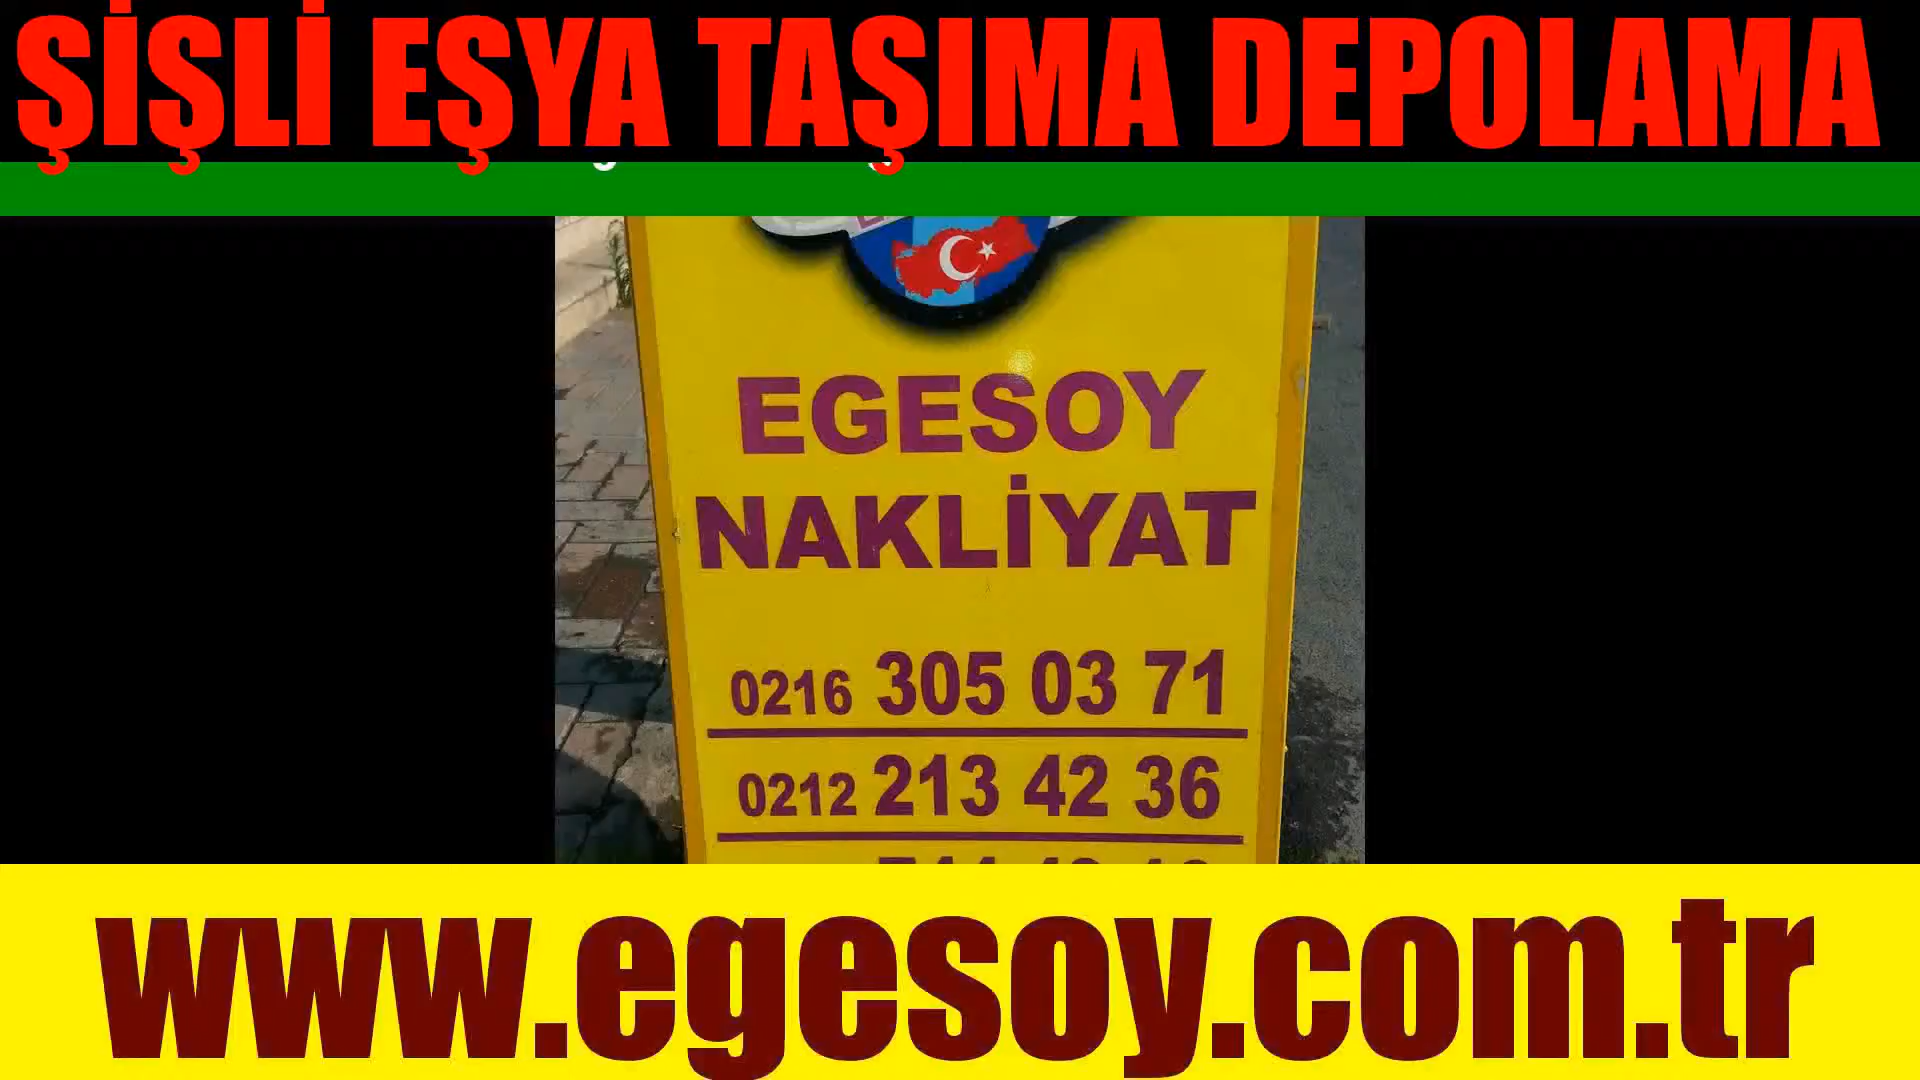 ŞİŞLİ EŞYA TAŞIMA DEPOLAMA
EGESOY
NAKLİYAT
0216 305 03 71
0212 213 42 36
www.egesoy.com.tr